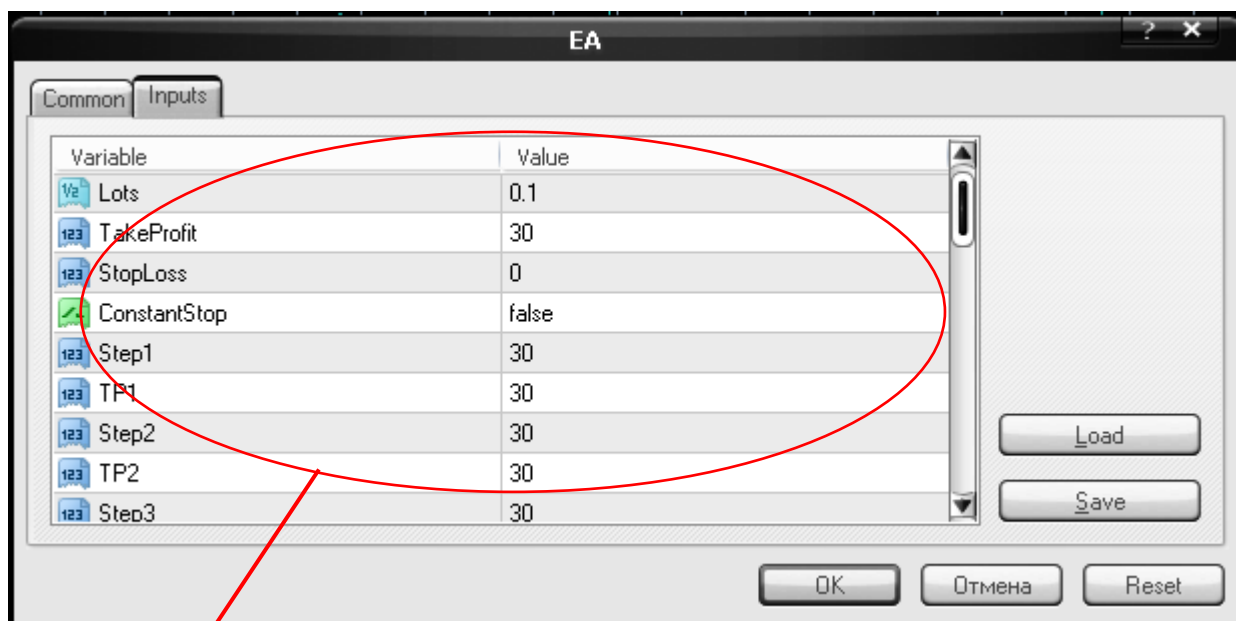 EA
? ×
Common Inputs
Variable Value
Lots 0.1
TakeProfit 30
StopLoss 0
ConstantStop false
Step1 30
TP1 30
Step2 30
TP2 30
Step3 30
Load
Save
OK Отмена Reset